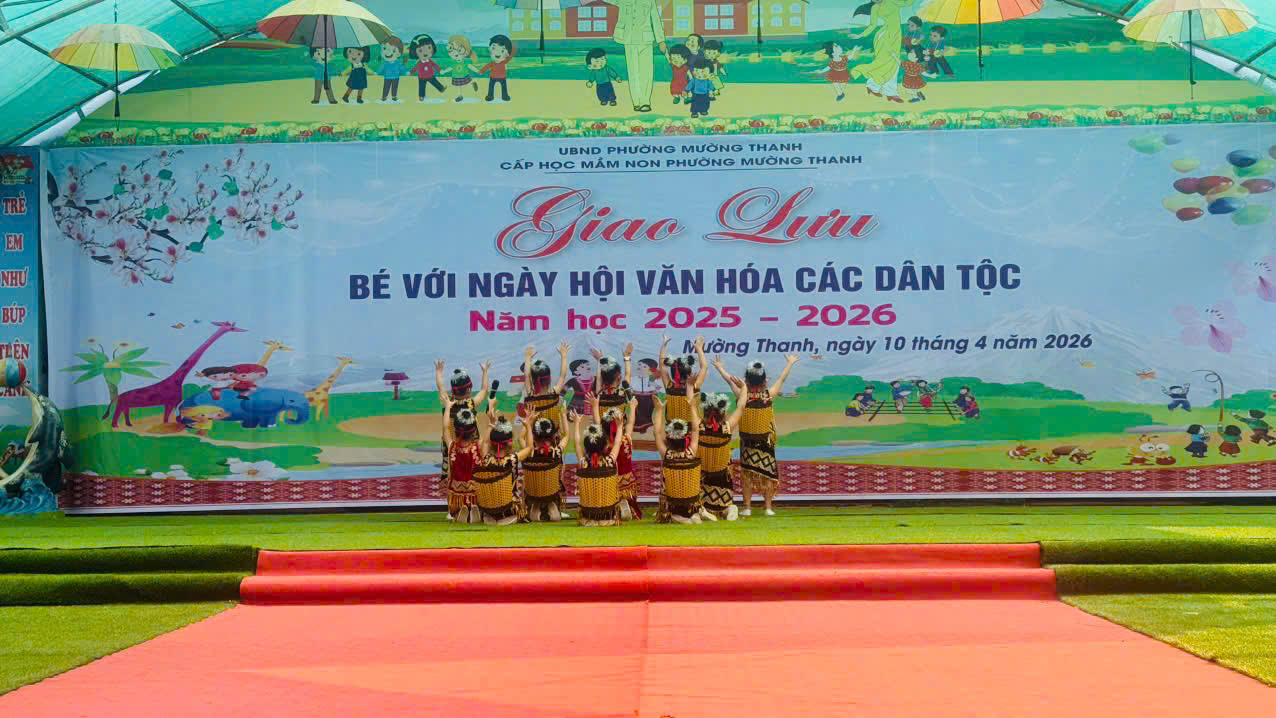 UBND PHƯỜNG MƯỜNG THANH
CẤP HỌC MẦM NON PHƯỜNG MƯỜNG THANH
Giao Lưu
BÉ VỚI NGÀY HỘI VĂN HÓA CÁC DÂN TỘC
Năm học 2025 – 2026
Mường Thanh, ngày 10 tháng 4 năm 2026
TRẺ
EM
NHƯ
BÚP
TRÊN
CÀNH